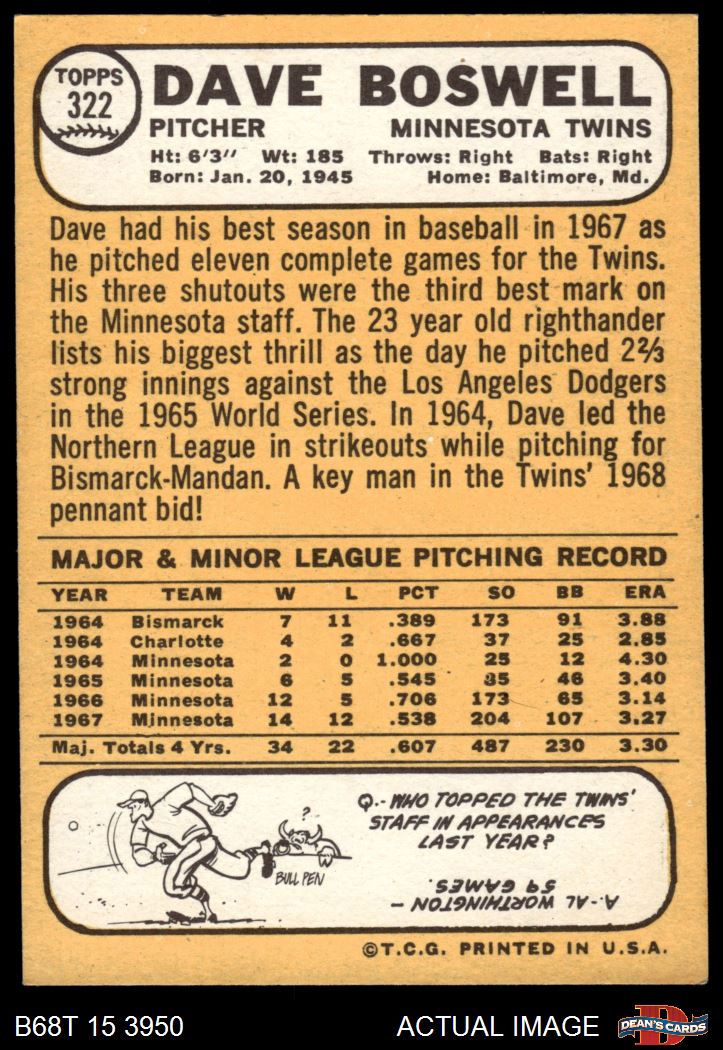 TOPPS
322
DAVE BOSWELL
PITCHER MINNESOTA TWINS
Ht: 6'3" Wt: 185 Throws: Right Bats: Right
Born: Jan. 20, 1945 Home: Baltimore, Md.
Dave had his best season in baseball in 1967 as
he pitched eleven complete games for the Twins.
His three shutouts were the third best mark on
the Minnesota staff. The 23 year old righthander
lists his biggest thrill as the day he pitched 2⅔
strong innings against the Los Angeles Dodgers
in the 1965 World Series. In 1964, Dave led the
Northern League in strikeouts while pitching for
Bismarck-Mandan. A key man in the Twins' 1968
pennant bid!
MAJOR & MINOR LEAGUE PITCHING RECORD
YEAR TEAM W L PCT SO BB ERA
1964 Bismarck 7 11 .389 173 91 3.88
1964 Charlotte 4 2 .667 37 25 2.85
1964 Minnesota 2 0 1.000 25 12 4.30
1965 Minnesota 6 5 .545 85 46 3.40
1966 Minnesota 12 5 .706 173 65 3.14
1967 Minnesota 14 12 .538 204 107 3.27
Maj. Totals 4 Yrs. 34 22 .607 487 230 3.30
?
BULL PEN
Q.- WHO TOPPED THE TWINS'
STAFF IN APPEARANCES
LAST YEAR?
A.- AL WORTHINGTON -
59 GAMES.
©T.C.G. PRINTED IN U.S.A.
B68T 15 3950 ACTUAL IMAGE
D
DEAN'S CARDS